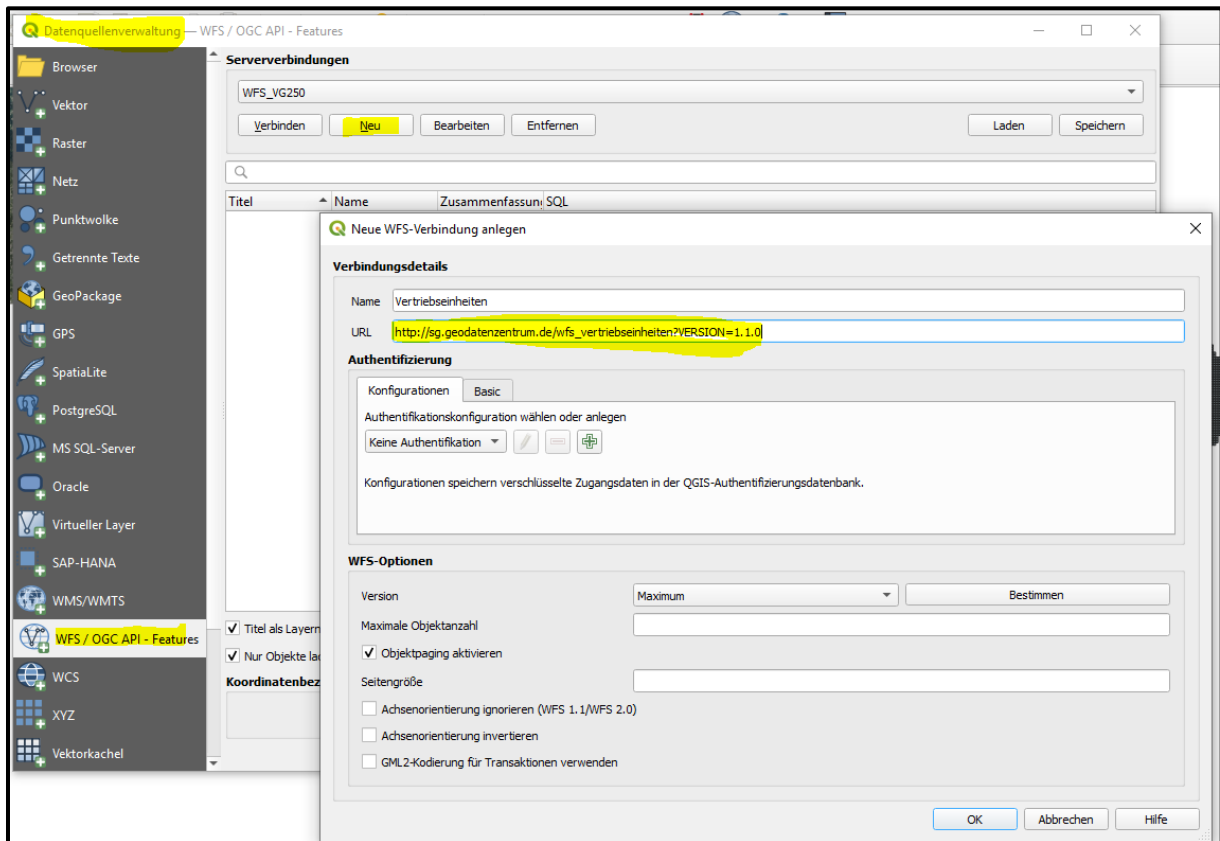 Datenquellenverwaltung — WFS / OGC API - Features
Browser
Vektor
Raster
Netz
Punktwolke
Getrennte Texte
GeoPackage
GPS
SpatiaLite
PostgreSQL
MS SQL-Server
Oracle
Virtueller Layer
SAP-HANA
WMS/WMTS
WFS / OGC API - Features
WCS
XYZ
Vektorkachel
Serververbindungen
WFS_VG250
Verbinden Neu Bearbeiten Entfernen Laden Speichern
Titel Name Zusammenfassun SQL
Titel als Layern
Nur Objekte la
Koordinatenbez
Neue WFS-Verbindung anlegen
Verbindungsdetails
Name Vertriebseinheiten
URL http://sg.geodatenzentrum.de/wfs_vertriebseinheiten?VERSION=1.1.0
Authentifizierung
Konfigurationen Basic
Authentifikationskonfiguration wählen oder anlegen
Keine Authentifikation
Konfigurationen speichern verschlüsselte Zugangsdaten in der QGIS-Authentifizierungsdatenbank.
WFS-Optionen
Version Maximum Bestimmen
Maximale Objektanzahl
Objektpaging aktivieren
Seitengröße
Achsenorientierung ignorieren (WFS 1.1/WFS 2.0)
Achsenorientierung invertieren
GML2-Kodierung für Transaktionen verwenden
OK Abbrechen Hilfe